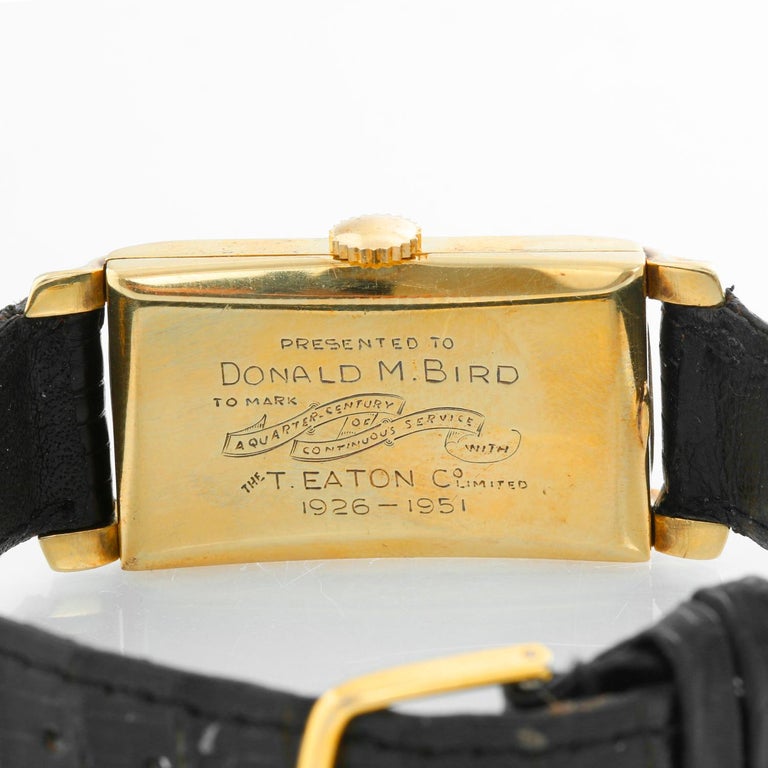 PRESENTED TO
DONALD M. BIRD
TO MARK
A QUARTER-CENTURY
OF
CONTINUOUS SERVICE
WITH
THE T. EATON Co LIMITED
1926 - 1951